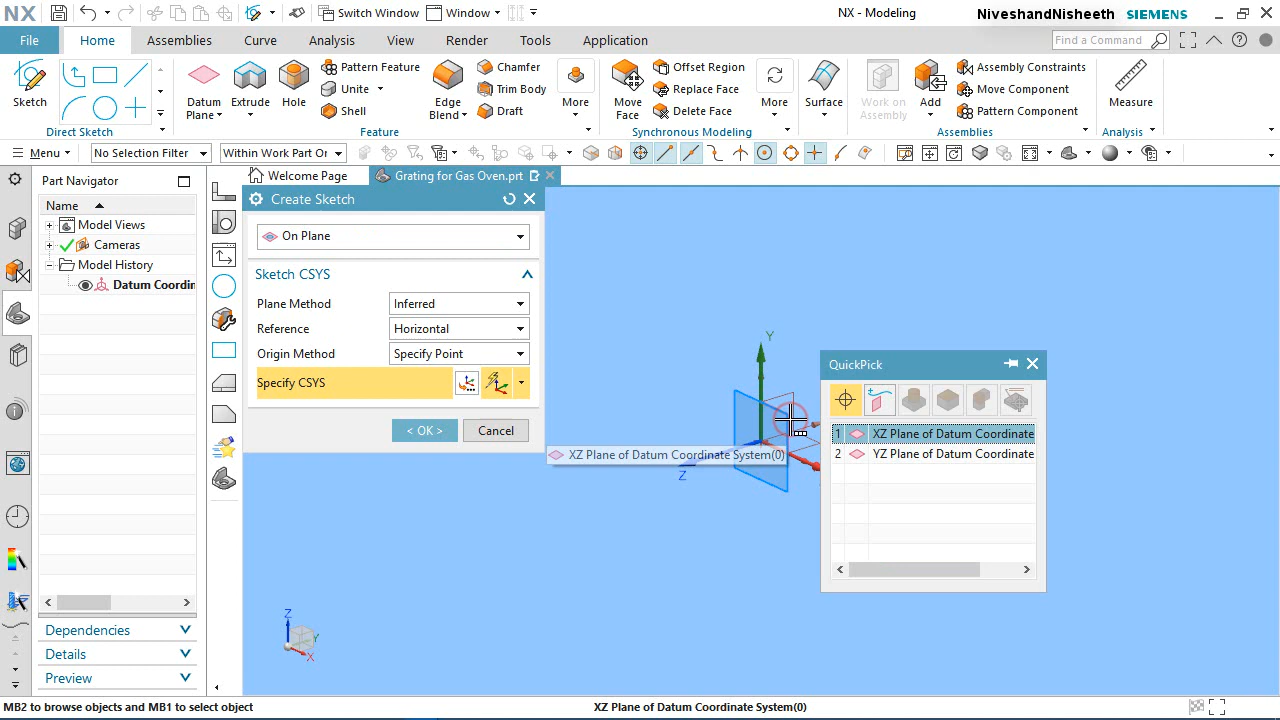 NX
Switch Window
Window
NX - Modeling
NiveshandNisheeth
SIEMENS
File
Home
Assemblies
Curve
Analysis
View
Render
Tools
Application
Find a Command
Sketch
Direct Sketch
Datum Plane
Extrude
Hole
Pattern Feature
Unite
Shell
Edge Blend
Chamfer
Trim Body
Draft
More
Feature
Move Face
Offset Region
Replace Face
Delete Face
More
Synchronous Modeling
Surface
Work on Assembly
Add
Assembly Constraints
Move Component
Pattern Component
Assemblies
Measure
Analysis
Menu
No Selection Filter
Within Work Part On
Part Navigator
Name
Model Views
Cameras
Model History
Datum Coordin
Dependencies
Details
Preview
Welcome Page
Grating for Gas Oven.prt
Create Sketch
On Plane
Sketch CSYS
Plane Method
Inferred
Reference
Horizontal
Origin Method
Specify Point
Specify CSYS
< OK >
Cancel
XZ Plane of Datum Coordinate System(0)
Y
Z
QuickPick
1 XZ Plane of Datum Coordinate
2 YZ Plane of Datum Coordinate
Z
Y
X
MB2 to browse objects and MB1 to select object
XZ Plane of Datum Coordinate System(0)